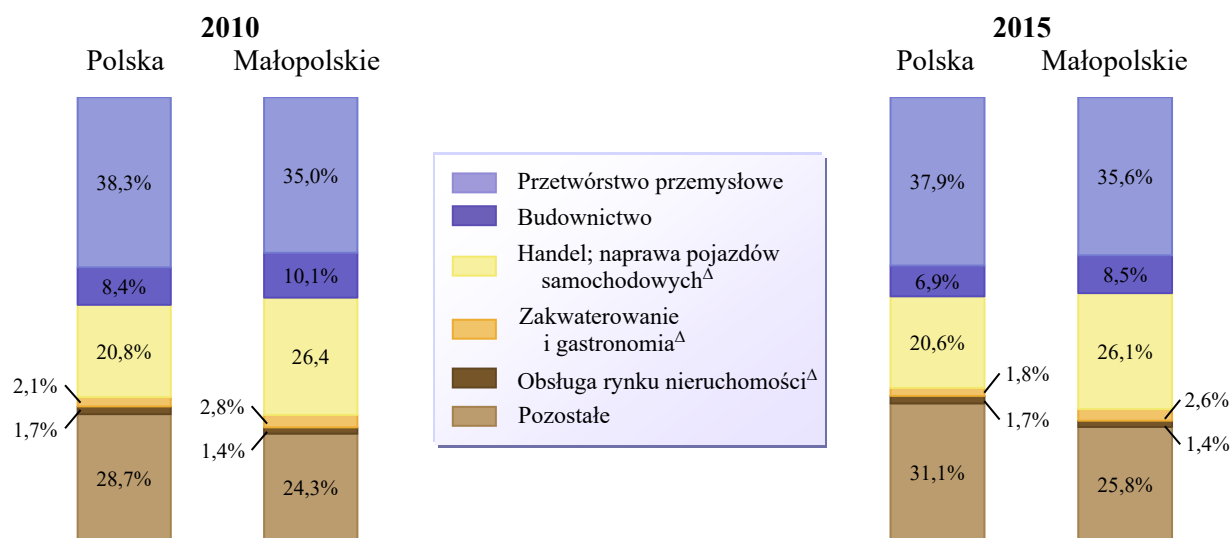 2010
Polska
Małopolskie
38,3%
8,4%
20,8%
2,1%
1,7%
28,7%
35,0%
10,1%
26,4
2,8%
1,4%
24,3%
Przetwórstwo przemysłowe
Budownictwo
Handel; naprawa pojazdów
samochodowych∆
Zakwaterowanie
i gastronomia∆
Obsługa rynku nieruchomości∆
Pozostałe
2015
Polska
Małopolskie
37,9%
6,9%
20,6%
1,8%
1,7%
31,1%
35,6%
8,5%
26,1%
2,6%
1,4%
25,8%